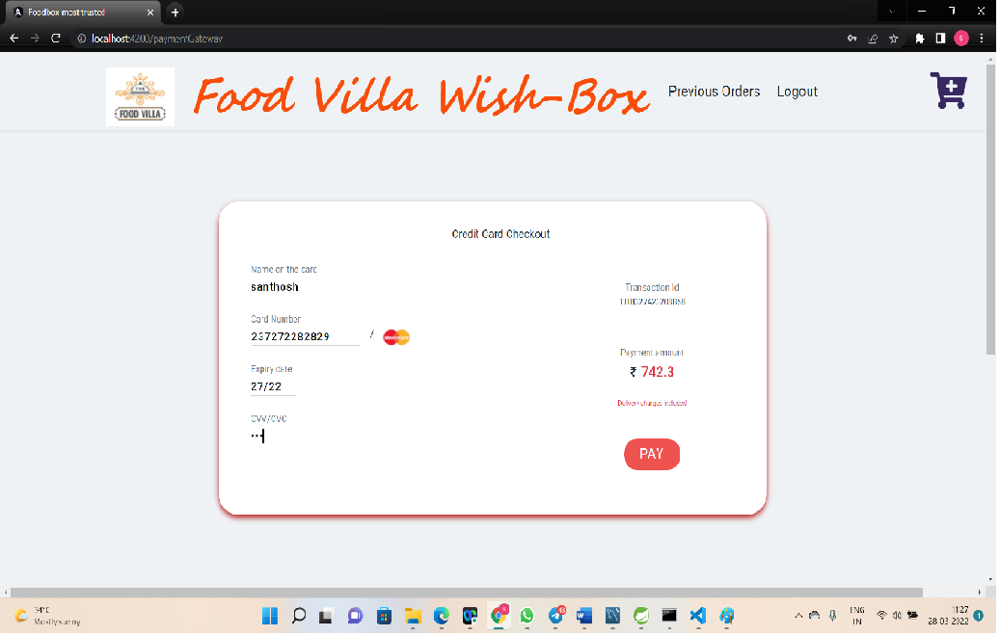 Foodbox most trusted
localhost:4200/paymentGateway
THE
FOOD VILLA
Food Villa Wish-Box
Previous Orders
Logout
Credit Card Checkout
Name on the card
santhosh
Card Number
237272282829 /
Expiry date
27/22
CVV/CVC
Transaction Id
Payment amount
₹ 742.3
Delivery charges included
PAY
34°C
Mostly sunny
ENG
IN
11:27
28-03-2022